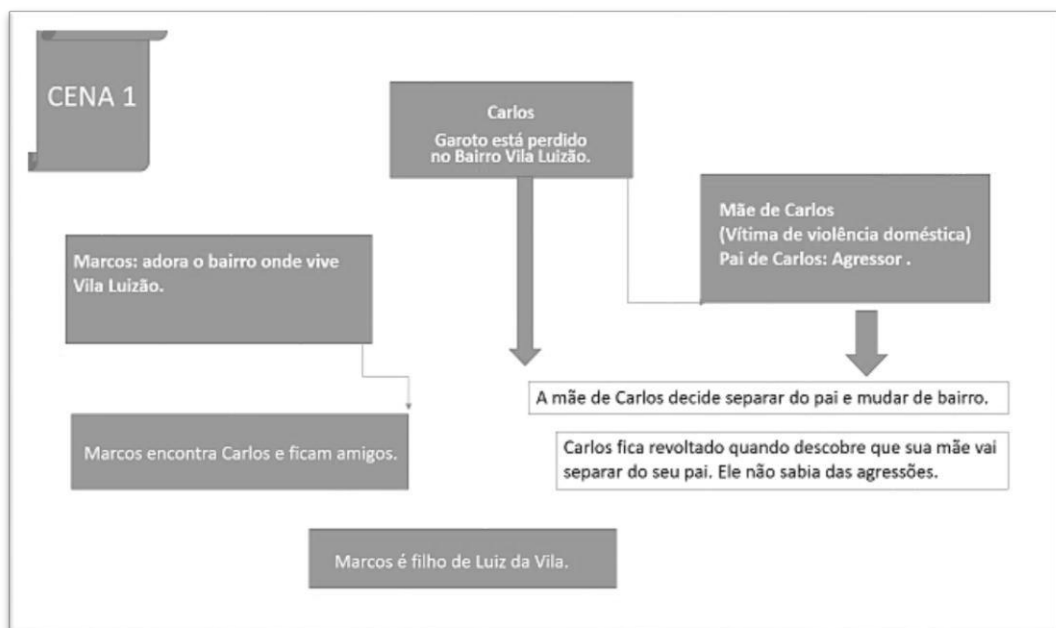 CENA 1
Carlos
Garoto está perdido
no Bairro Vila Luizão.
Mãe de Carlos
(Vítima de violência doméstica)
Pai de Carlos: Agressor .
Marcos: adora o bairro onde vive
Vila Luizão.
A mãe de Carlos decide separar do pai e mudar de bairro.
Marcos encontra Carlos e ficam amigos.
Carlos fica revoltado quando descobre que sua mãe vai
separar do seu pai. Ele não sabia das agressões.
Marcos é filho de Luiz da Vila.